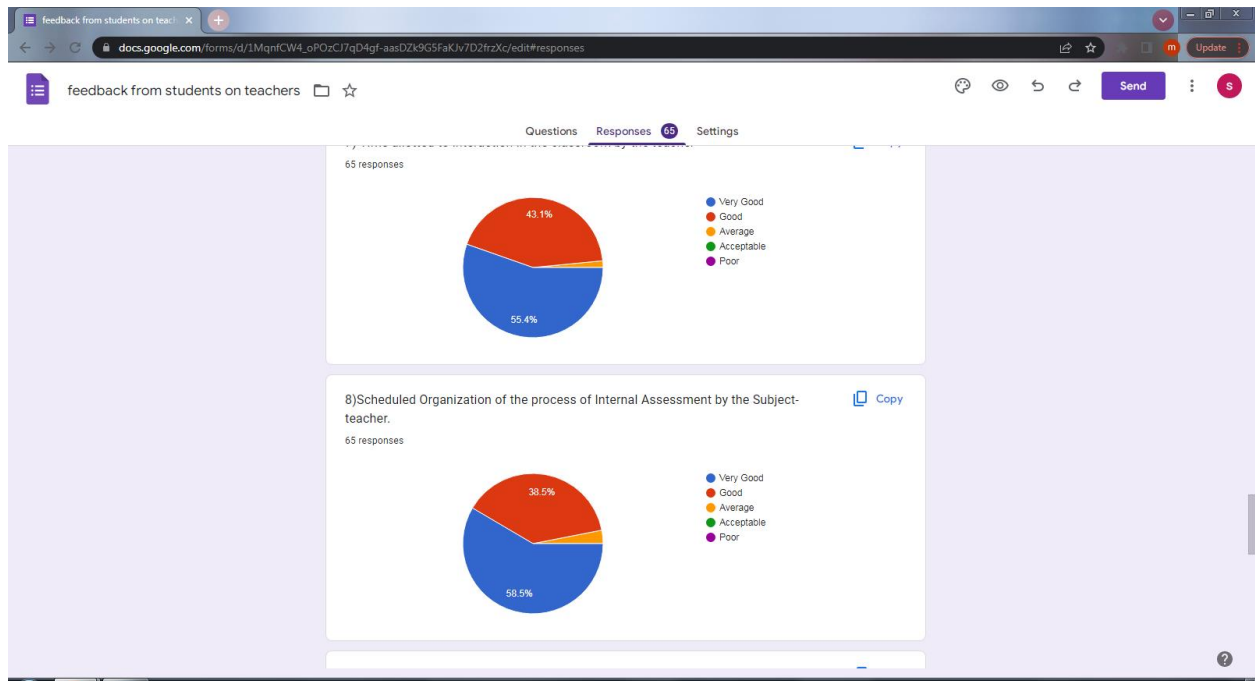 feedback from students on teach
docs.google.com/forms/d/1MqnfCW4_oPOzCJ7qD4gf-aasDZk9G5FaKJv7D2frzXc/edit#responses
m
Update
feedback from students on teachers
Send
S
Questions Responses 65 Settings
65 responses
43.1%
55.4%
Very Good
Good
Average
Acceptable
Poor
8)Scheduled Organization of the process of Internal Assessment by the Subject-
teacher.
Copy
65 responses
38.5%
58.5%
Very Good
Good
Average
Acceptable
Poor